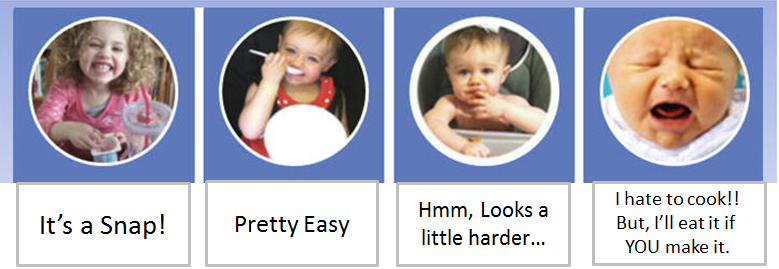 It's a Snap!
Pretty Easy
Hmm, Looks a
little harder...
I hate to cook!!
But, I'll eat it if
YOU make it.